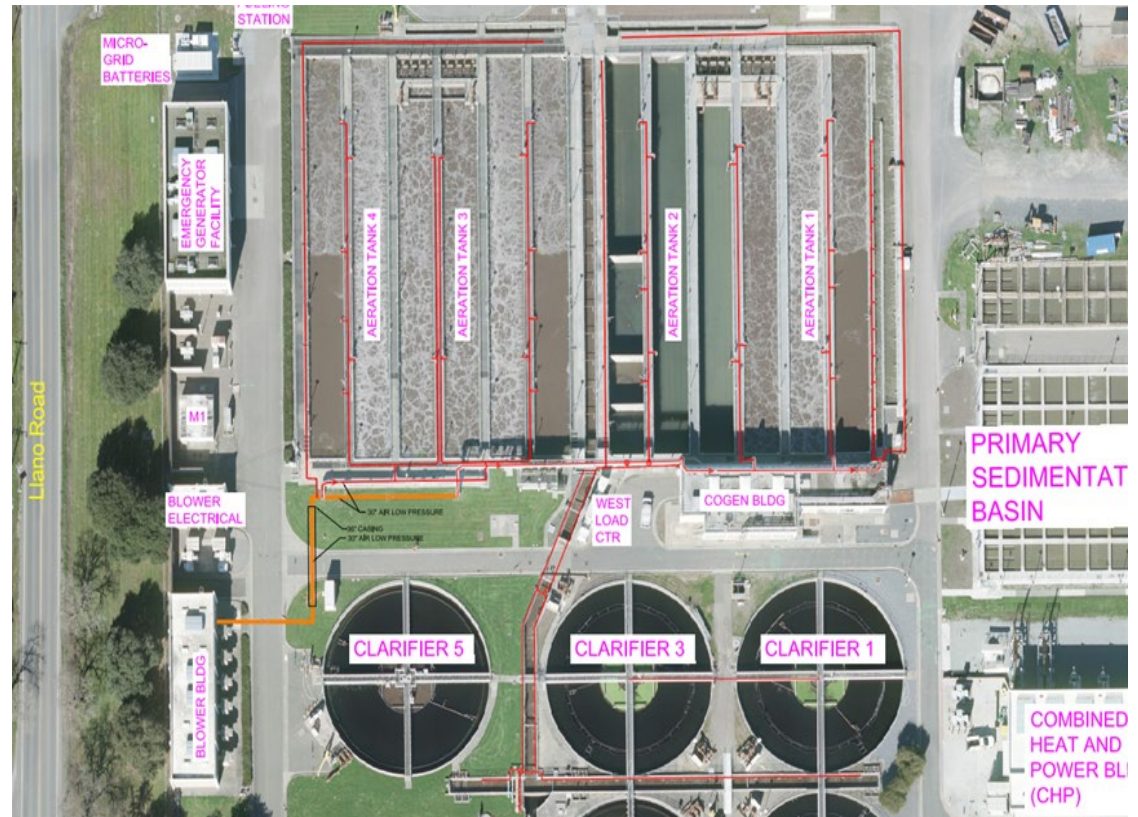 STATION
MICRO-
GRID
BATTERIES
EMERGENCY
GENERATOR
FACILITY
AERATION TANK 4
AERATION TANK 3
AERATION TANK 2
AERATION TANK 1
Llano Road
M1
PRIMARY
SEDIMENTAT
BASIN
BLOWER
ELECTRICAL
30" AIR LOW PRESSURE
36" CASING
30" AIR LOW PRESSURE
WEST
LOAD
CTR
COGEN BLDG
BLOWER BLDG
CLARIFIER 5
CLARIFIER 3
CLARIFIER 1
COMBINED
HEAT AND
POWER BL
(CHP)